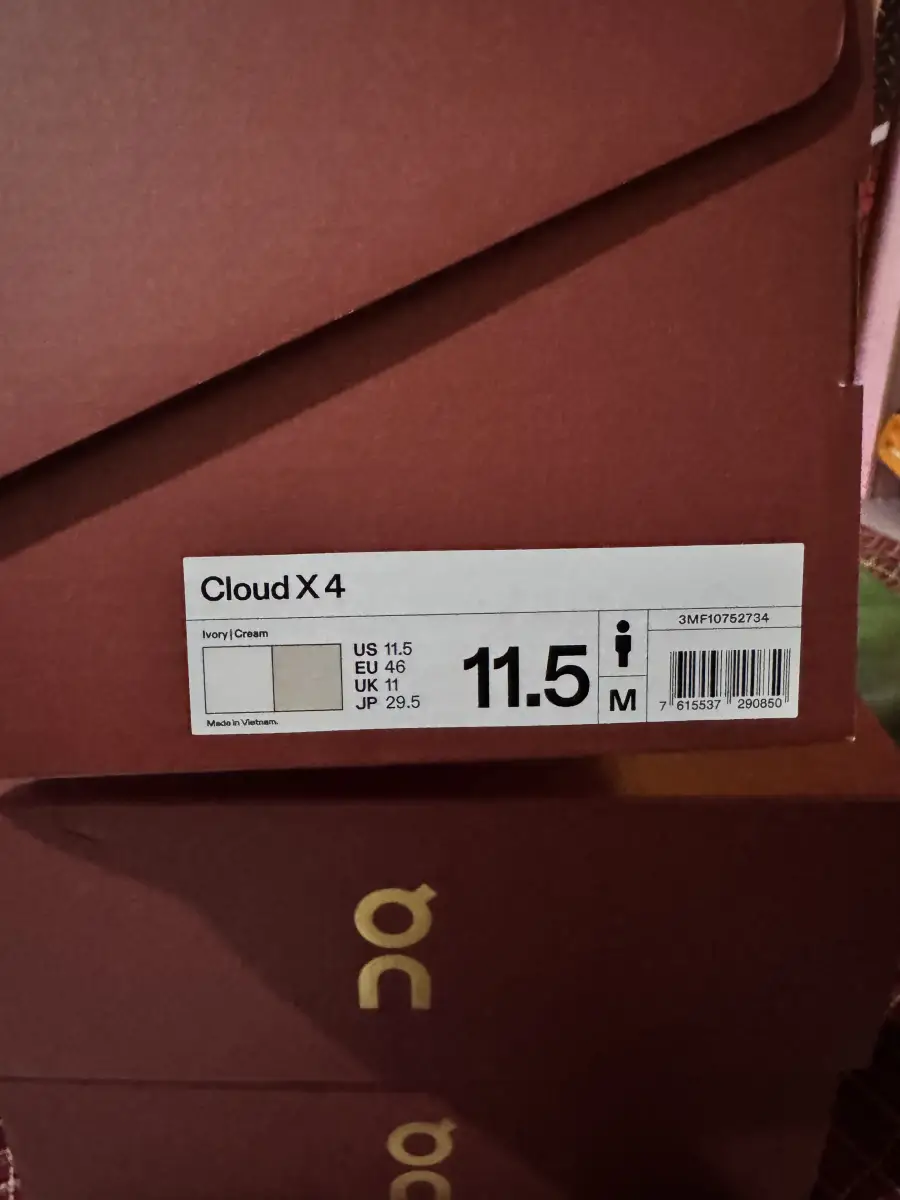 Cloud X 4
Ivory | Cream
US 11.5
EU 46
UK 11
JP 29.5
11.5
M
3MF10752734
7 615537 290850
Made in Vietnam.
On
On